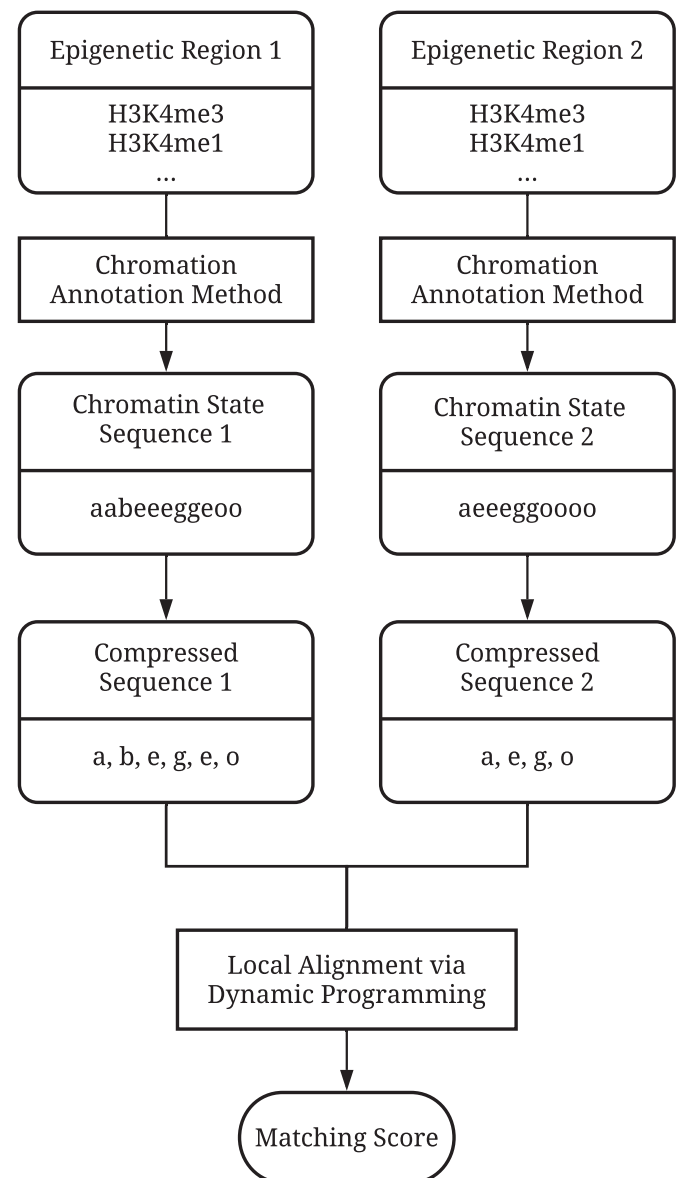 Epigenetic Region 1
H3K4me3
H3K4me1
...
Chromation
Annotation Method
Chromatin State
Sequence 1
aabeeeggeoo
Compressed
Sequence 1
a, b, e, g, e, o
Epigenetic Region 2
H3K4me3
H3K4me1
...
Chromation
Annotation Method
Chromatin State
Sequence 2
aeeeggoooo
Compressed
Sequence 2
a, e, g, o
Local Alignment via
Dynamic Programming
Matching Score